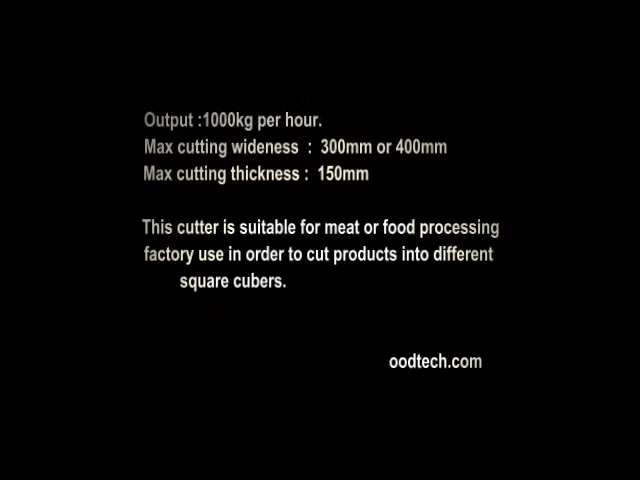 Output :1000kg per hour.
Max cutting wideness : 300mm or 400mm
Max cutting thickness : 150mm
This cutter is suitable for meat or food processing
factory use in order to cut products into different
square cubers.
oodtech.com